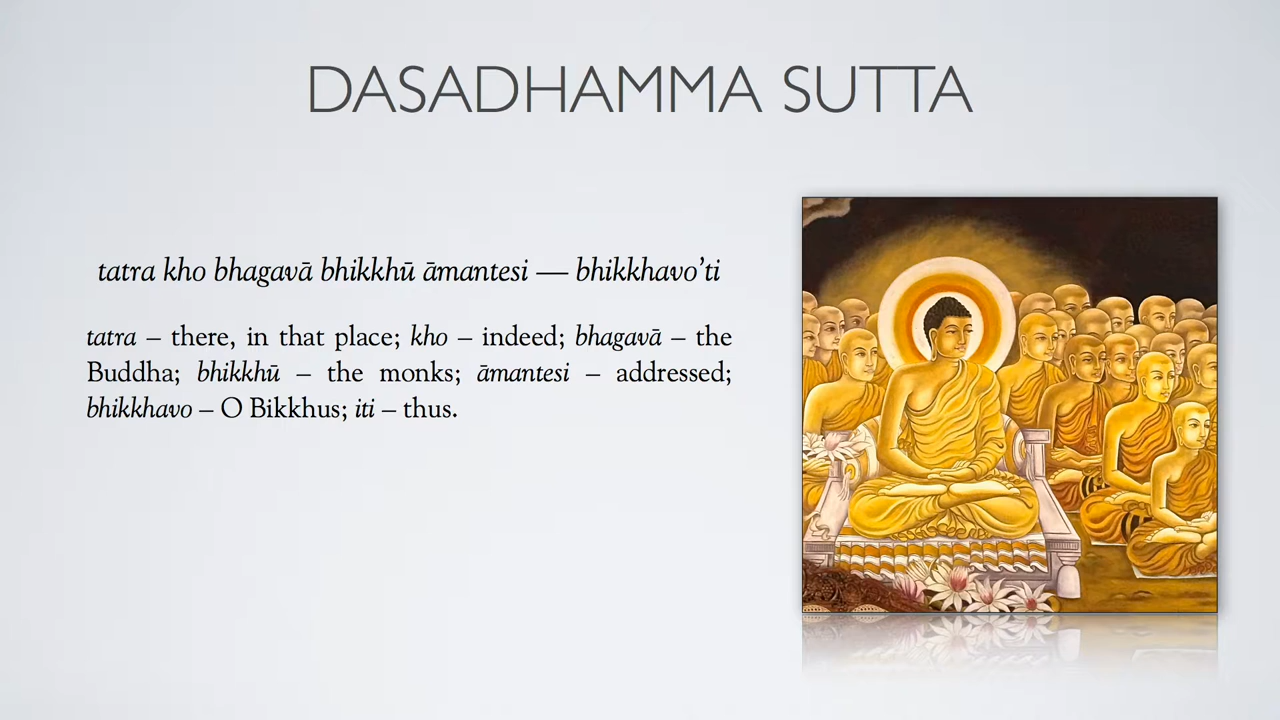 DASADHAMMA SUTTA
tatra kho bhagavā bhikkhū āmantesi — bhikkhavo’ti
tatra – there, in that place; kho – indeed; bhagavā – the
Buddha; bhikkhū – the monks; āmantesi – addressed;
bhikkhavo – O Bikkhus; iti – thus.